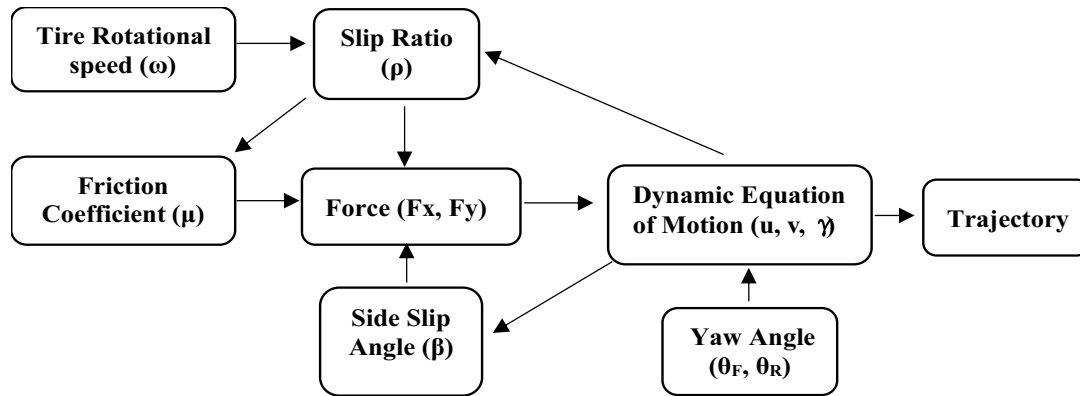 Tire Rotational
speed (ω)
Slip Ratio
(ρ)
Friction
Coefficient (μ)
Force (Fx, Fy)
Dynamic Equation
of Motion (u, v, γ)
Trajectory
Side Slip
Angle (β)
Yaw Angle
(θF, θR)